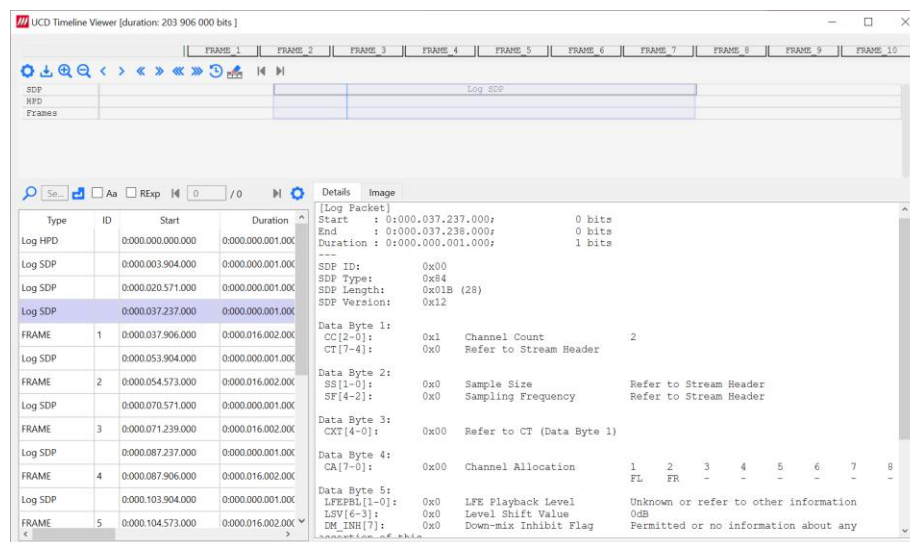 UCD Timeline Viewer [duration: 203 906 000 bits ]
FRAME_1 FRAME_2 FRAME_3 FRAME_4 FRAME_5 FRAME_6 FRAME_7 FRAME_8 FRAME_9 FRAME_10
SDP Log SDP
HPD
Frames
Se... Aa RExp 0 / 0
Type ID Start Duration
Log HPD 0:000.000.000.000 0:000.000.001.000
Log SDP 0:000.003.904.000 0:000.000.001.000
Log SDP 0:000.020.571.000 0:000.000.001.000
Log SDP 0:000.037.237.000 0:000.000.001.000
FRAME 1 0:000.037.906.000 0:000.016.002.000
Log SDP 0:000.053.904.000 0:000.000.001.000
FRAME 2 0:000.054.573.000 0:000.016.002.000
Log SDP 0:000.070.571.000 0:000.000.001.000
FRAME 3 0:000.071.239.000 0:000.016.002.000
Log SDP 0:000.087.237.000 0:000.000.001.000
FRAME 4 0:000.087.906.000 0:000.016.002.000
Log SDP 0:000.103.904.000 0:000.000.001.000
FRAME 5 0:000.104.573.000 0:000.016.002.000
Details Image
[Log Packet]
Start : 0:000.037.237.000; 0 bits
End : 0:000.037.238.000; 0 bits
Duration : 0:000.000.001.000; 1 bits
---
SDP ID: 0x00
SDP Type: 0x84
SDP Length: 0x01B (28)
SDP Version: 0x12
Data Byte 1:
CC[2-0]: 0x1 Channel Count 2
CT[7-4]: 0x0 Refer to Stream Header
Data Byte 2:
SS[1-0]: 0x0 Sample Size Refer to Stream Header
SF[4-2]: 0x0 Sampling Frequency Refer to Stream Header
Data Byte 3:
CXT[4-0]: 0x00 Refer to CT (Data Byte 1)
Data Byte 4:
CA[7-0]: 0x00 Channel Allocation 1 2 3 4 5 6 7 8
FL FR - - - - - -
Data Byte 5:
LFEPBL[1-0]: 0x0 LFE Playback Level Unknown or refer to other information
LSV[6-3]: 0x0 Level Shift Value 0dB
DM_INH[7]: 0x0 Down-mix Inhibit Flag Permitted or no information about any
assertion of this